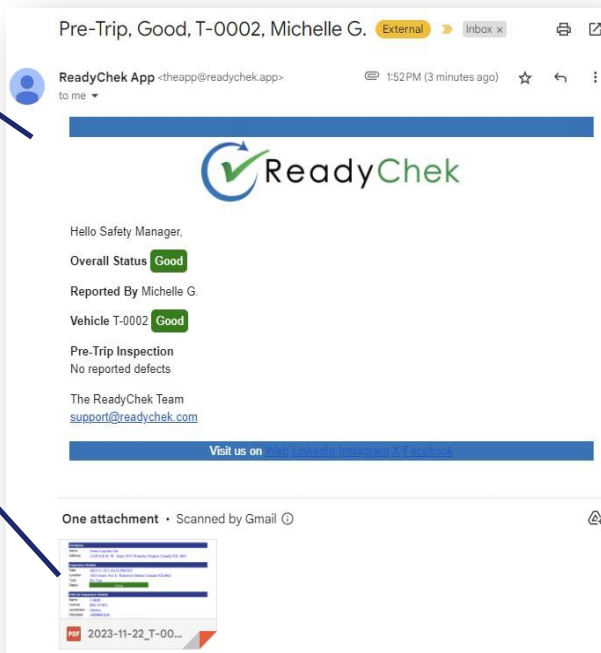 Pre-Trip, Good, T-0002, Michelle G. External Inbox ×
ReadyChek App <theapp@readychek.app> 1:52PM (3 minutes ago)
to me
ReadyChek
Hello Safety Manager,
Overall Status Good
Reported By Michelle G.
Vehicle T-0002 Good
Pre-Trip Inspection
No reported defects
The ReadyChek Team
support@readychek.com
Visit us on Web LinkedIn Instagram X Facebook
One attachment • Scanned by Gmail
PDF 2023-11-22_T-00...